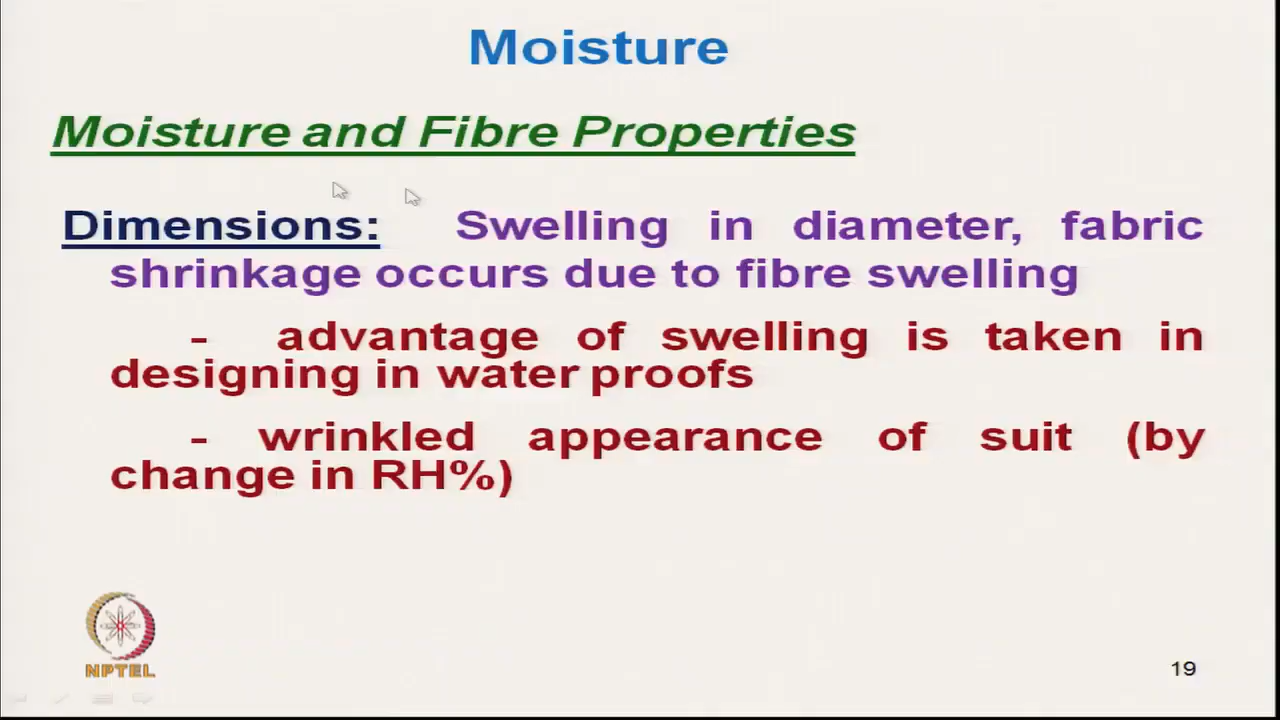 Moisture
Moisture and Fibre Properties
Dimensions: Swelling in diameter, fabric
shrinkage occurs due to fibre swelling
- advantage of swelling is taken in
designing in water proofs
- wrinkled appearance of suit (by
change in RH%)
NPTEL
19